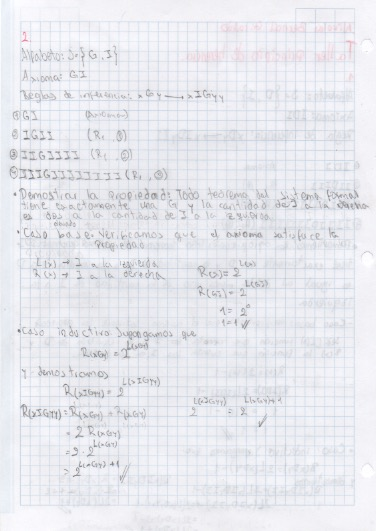 2
Alfabeto: Σ={G, I}
Axioma: GI
Reglas de inferencia: xGy → xIGyy
① GI (axioma)
② IGII (R₁, ①)
③ IIGIIII (R₁, ②)
④ IIIGIIIIIIII (R₁, ③)
• Demostrar la propiedad: Todo teorema del sistema formal
tiene exactamente una G y la cantidad de I a la derecha
es dos a la cantidad de I a la izquierda
elevado
• Caso base: Verificamos que el axioma satisface la
propiedad
L(x) → I a la izquierda
R(x) → I a la derecha
R(x) = 2^L(x)
R(GI) = 2^L(GI)
1 = 2^0
1 = 1 ✓
• Caso inductivo: Supongamos que
R(xGy) = 2^L(xGy)
Y demostramos
R(xIGyy) = 2^L(xIGyy)
R(xIGyy) = R(xGy) + R(xGy)
= 2 R(xGy)
= 2 · 2^L(xGy)
= 2^L(xGy)+1 ✓
2^L(xIGyy) = 2^L(xGy)+1 ✓